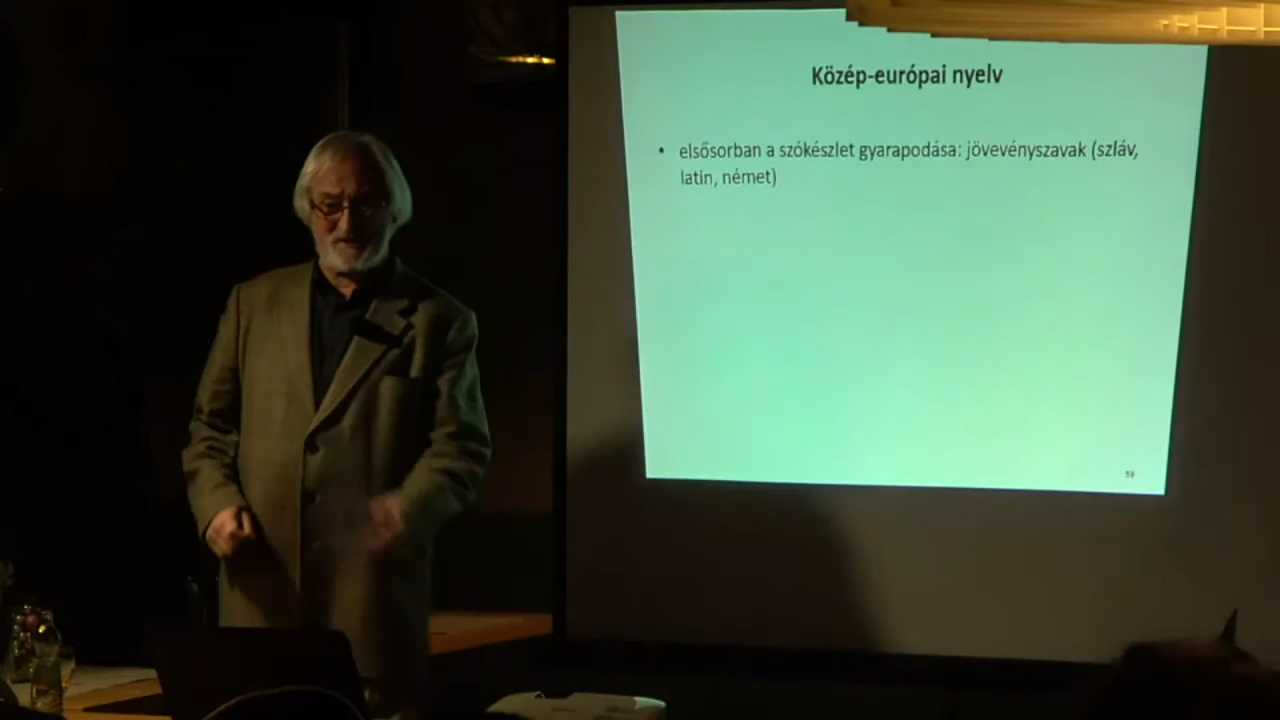 Közép-európai nyelv
• elsősorban a szókészlet gyarapodása: jövevényszavak (szláv,
latin, német)